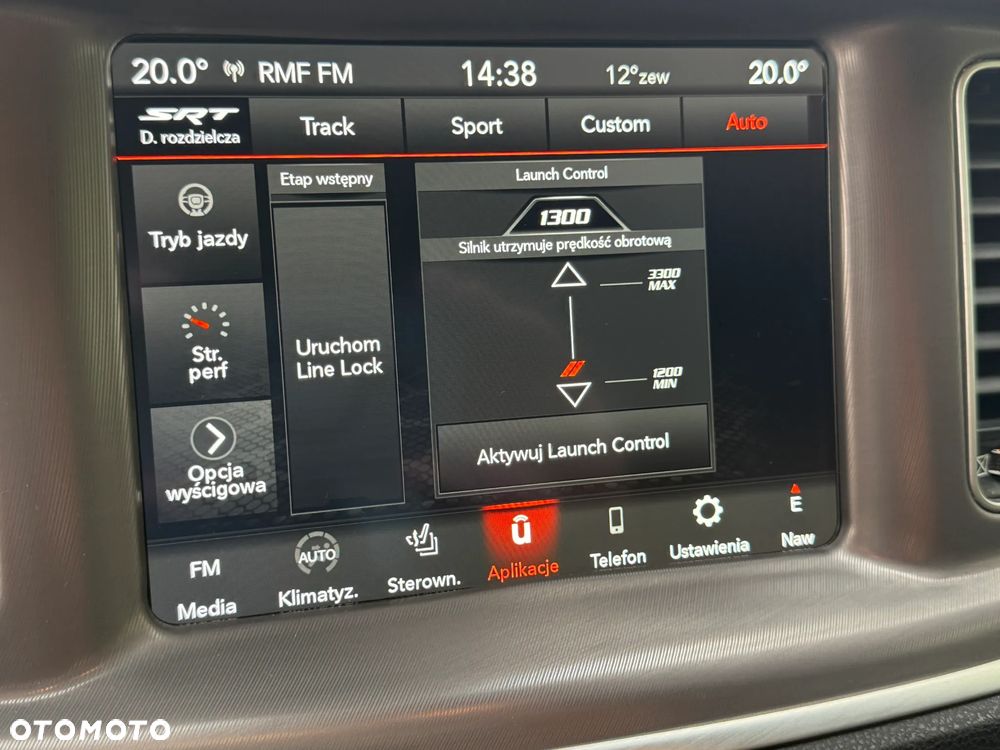 20.0° RMF FM 14:38 12°zew 20.0°
SRT
D. rozdzielcza
Track Sport Custom Auto
Tryb jazdy
Str.
perf
Opcja
wyścigowa
Etap wstępny
Uruchom
Line Lock
Launch Control
1300
Silnik utrzymuje prędkość obrotową
3300
MAX
1200
MIN
Aktywuj Launch Control
FM
Media
AUTO
Klimatyz.
Sterown.
Aplikacje
Telefon
Ustawienia
E
Naw
OTOMOTO